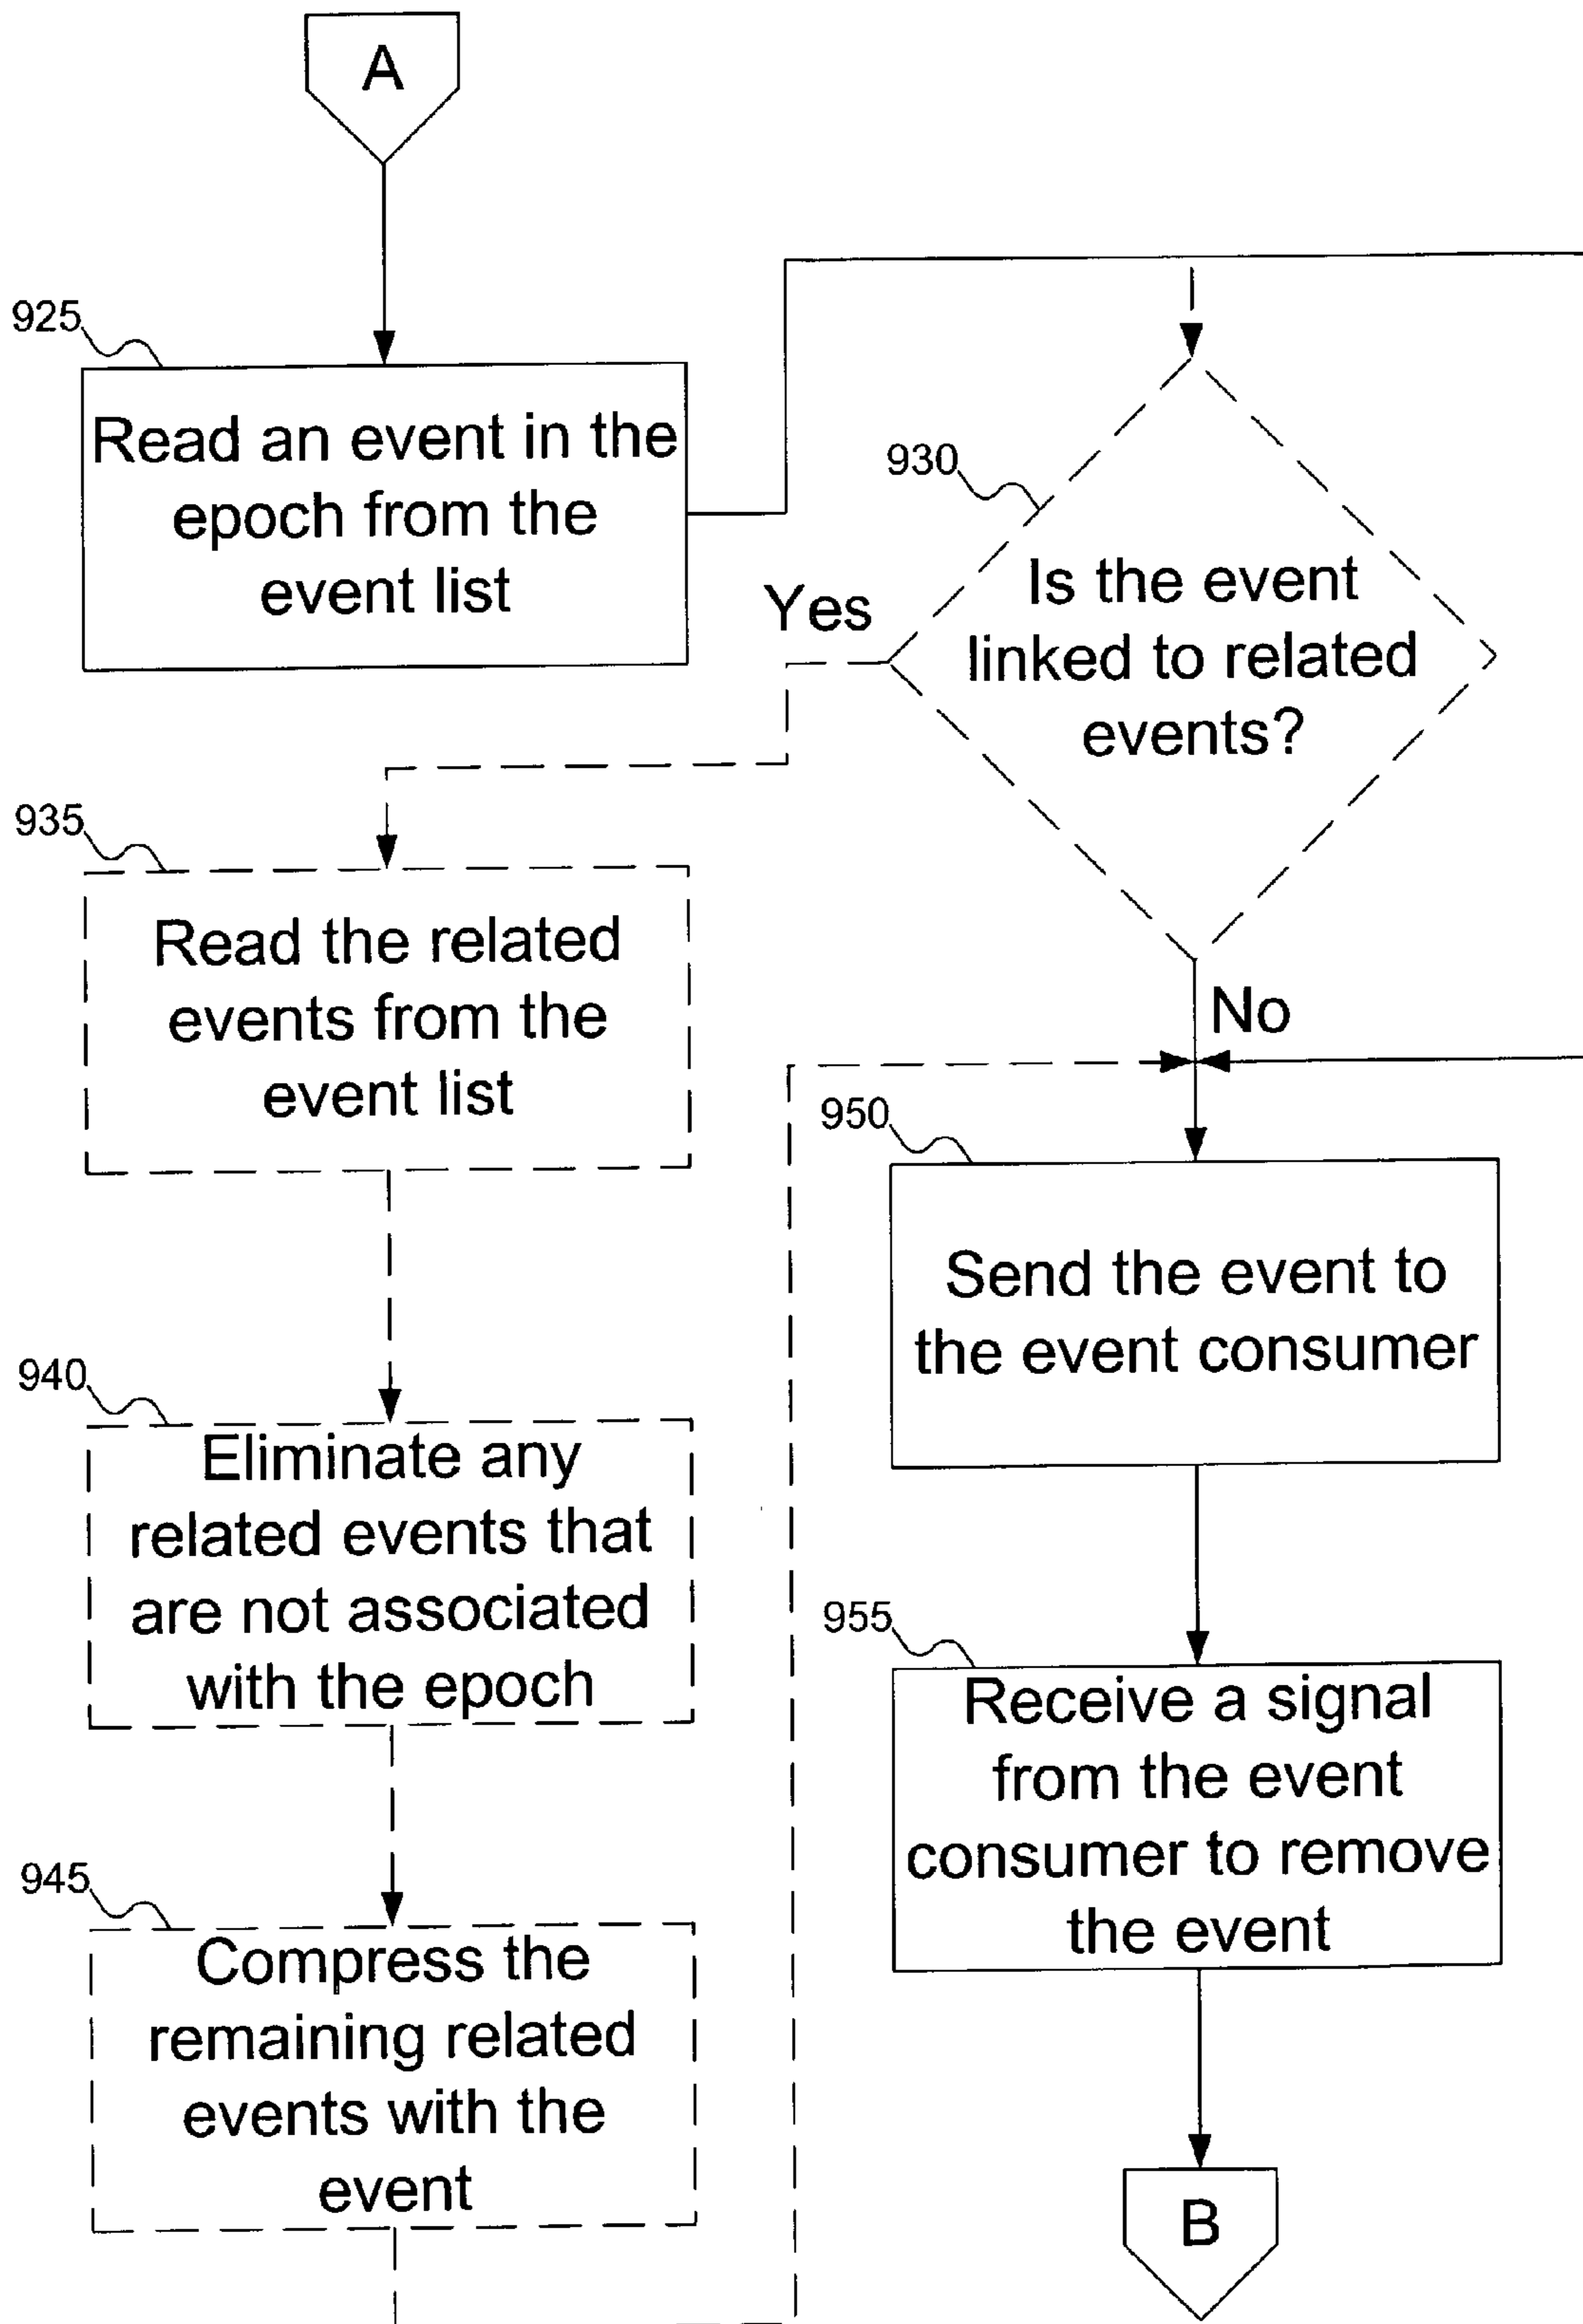 A
925
Read an event in the
epoch from the
event list
930
Is the event
linked to related
events?
Yes
No
935
Read the related
events from the
event list
940
Eliminate any
related events that
are not associated
with the epoch
945
Compress the
remaining related
events with the
event
950
Send the event to
the event consumer
955
Receive a signal
from the event
consumer to remove
the event
B